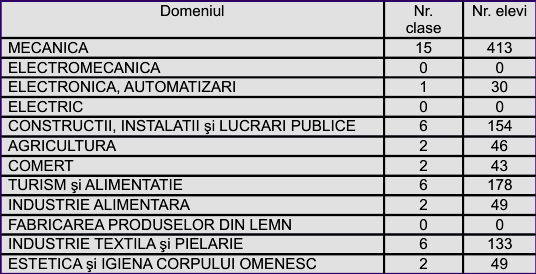 Domeniul Nr. clase Nr. elevi
MECANICA 15 413
ELECTROMECANICA 0 0
ELECTRONICA, AUTOMATIZARI 1 30
ELECTRIC 0 0
CONSTRUCTII, INSTALATII şi LUCRARI PUBLICE 6 154
AGRICULTURA 2 46
COMERT 2 43
TURISM şi ALIMENTATIE 6 178
INDUSTRIE ALIMENTARA 2 49
FABRICAREA PRODUSELOR DIN LEMN 0 0
INDUSTRIE TEXTILA şi PIELARIE 6 133
ESTETICA şi IGIENA CORPULUI OMENESC 2 49